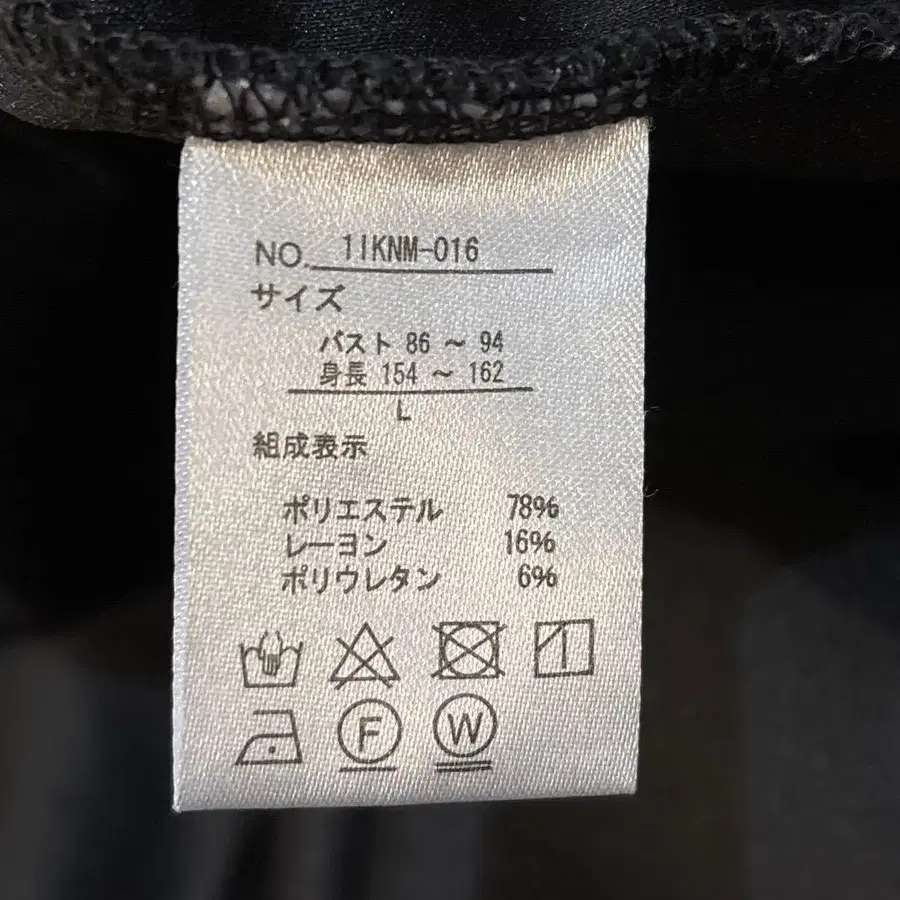 NO. 1IKNM-016
サイズ
バスト 86 ～ 94
身長 154 ～ 162
L
組成表示
ポリエステル 78%
レーヨン 16%
ポリウレタン 6%
F W